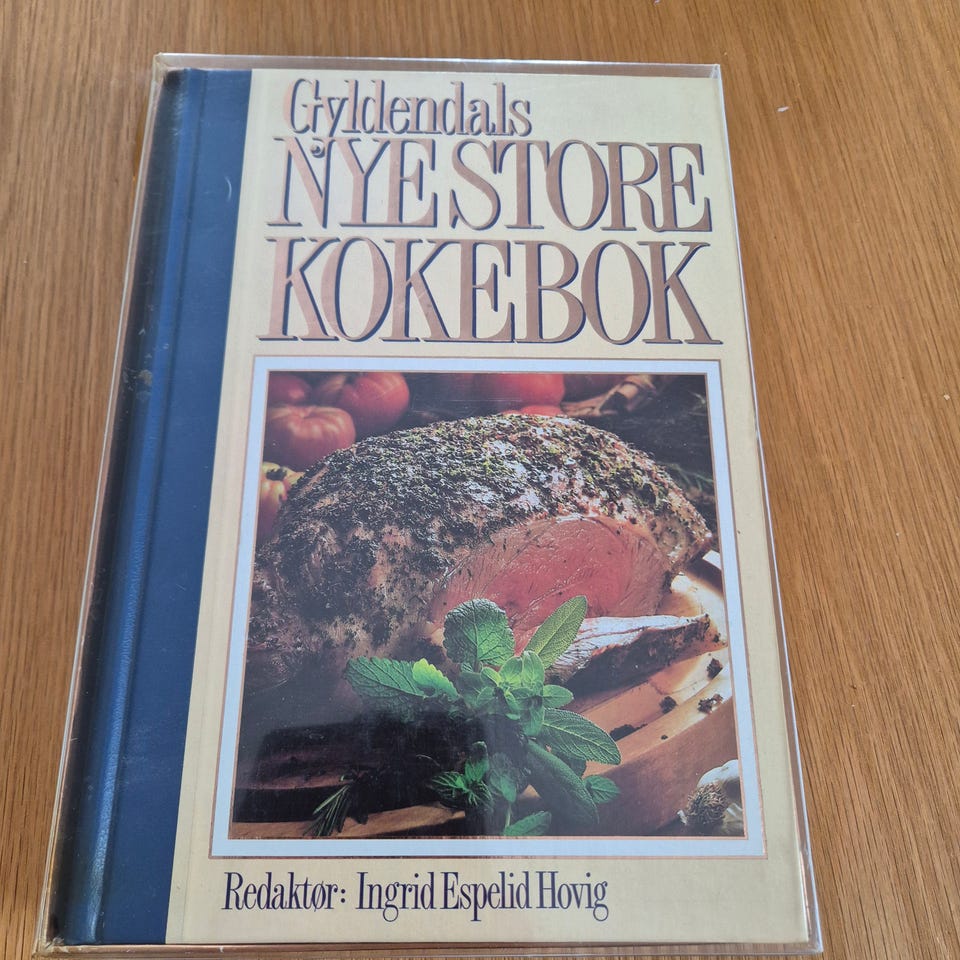 Gyldendals
NYE STORE
KOKEBOK
Redaktør: Ingrid Espelid Hovig